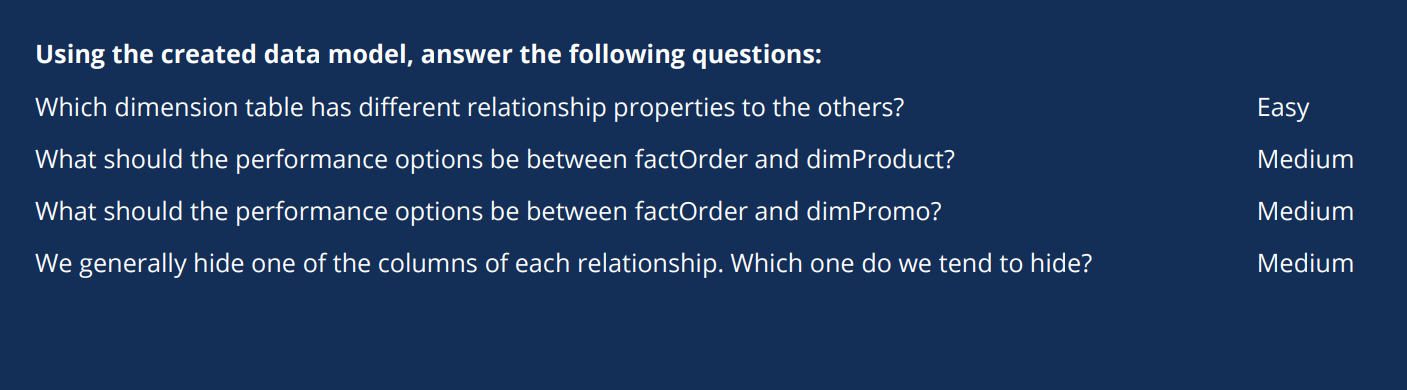 Using the created data model, answer the following questions:
Which dimension table has different relationship properties to the others? Easy
What should the performance options be between factOrder and dimProduct? Medium
What should the performance options be between factOrder and dimPromo? Medium
We generally hide one of the columns of each relationship. Which one do we tend to hide? Medium